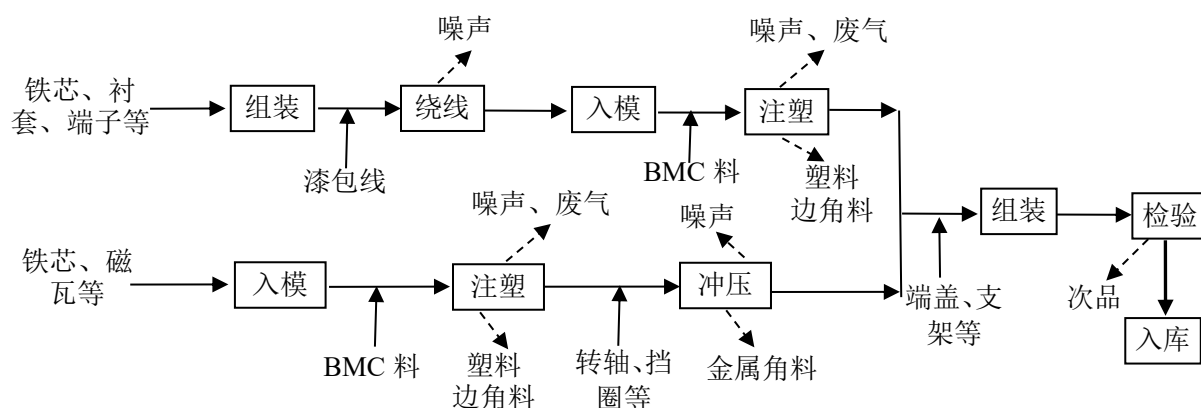 噪声
噪声、废气
铁芯、衬
套、端子等
组装
绕线
入模
注塑
漆包线
BMC 料
塑料
边角料
噪声、废气
噪声
组装
检验
铁芯、磁
瓦等
入模
注塑
冲压
端盖、支
架等
次品
BMC 料
塑料
边角料
转轴、挡
圈等
金属角料
入库